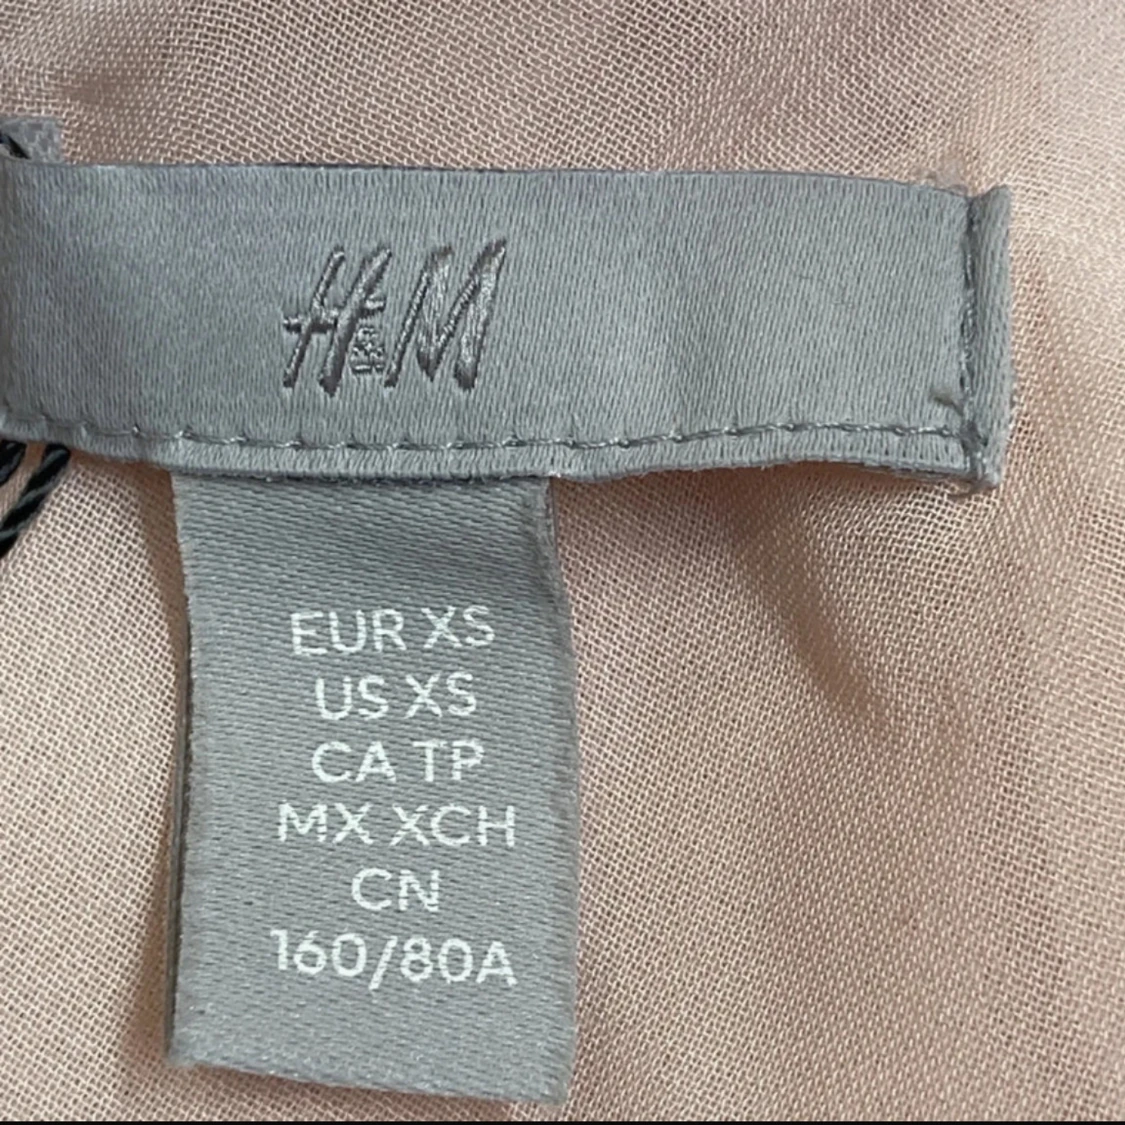 H&M
EUR XS
US XS
CA TP
MX XCH
CN
160/80A